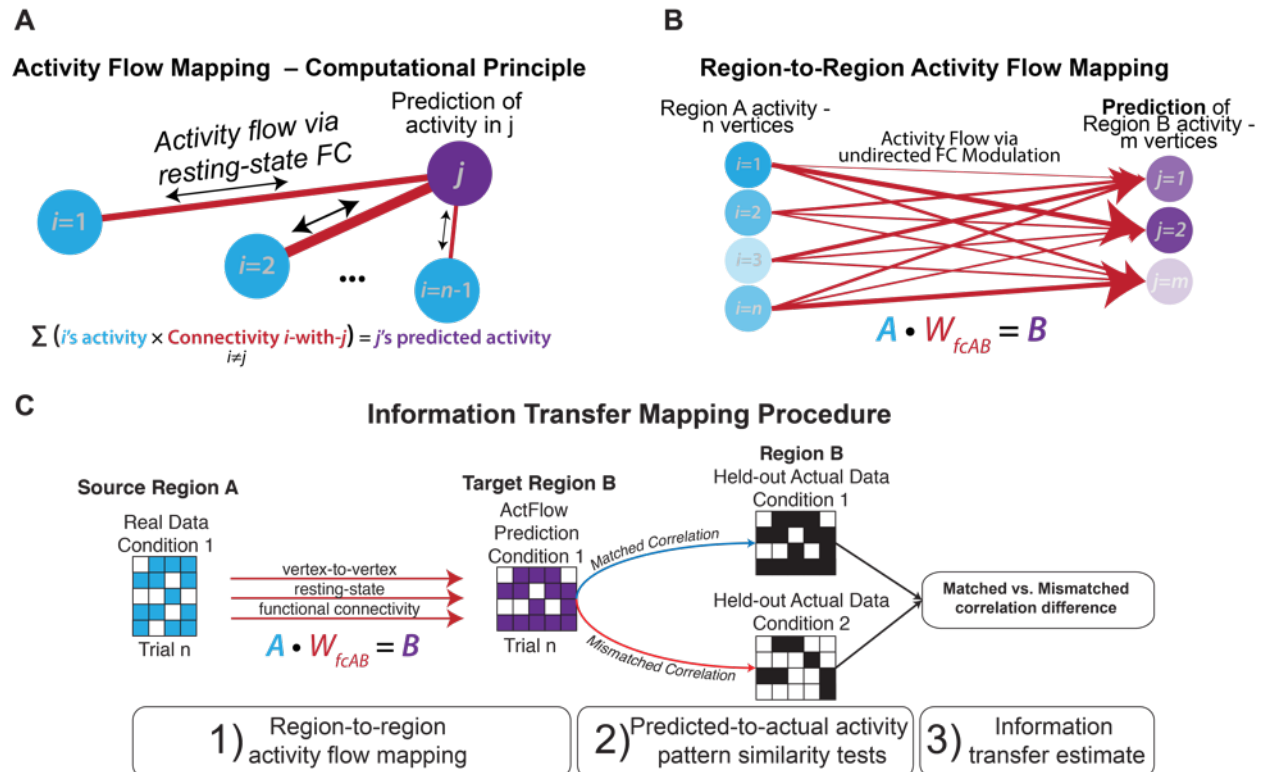 A
Activity Flow Mapping – Computational Principle
Prediction of
activity in j
Activity flow via
resting-state FC
j
i=1
i=2
...
i=n-1
∑ (i's activity × Connectivity i-with-j) = j's predicted activity
i≠j
B
Region-to-Region Activity Flow Mapping
Region A activity -
n vertices
Prediction of
Region B activity -
m vertices
Activity Flow via
undirected FC Modulation
i=1
i=2
i=3
i=n
j=1
j=2
j=m
A • W_fcAB = B
C
Information Transfer Mapping Procedure
Source Region A
Real Data
Condition 1
Trial n
vertex-to-vertex
resting-state
functional connectivity
A • W_fcAB = B
Target Region B
ActFlow
Prediction
Condition 1
Trial n
Matched Correlation
Mismatched Correlation
Region B
Held-out Actual Data
Condition 1
Held-out Actual Data
Condition 2
Matched vs. Mismatched
correlation difference
1) Region-to-region
activity flow mapping
2) Predicted-to-actual activity
pattern similarity tests
3) Information
transfer estimate